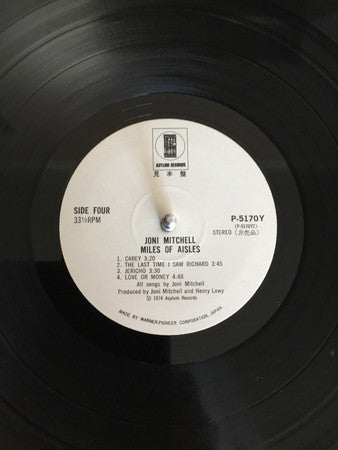 ASYLUM RECORDS
見本盤
SIDE FOUR
33⅓RPM
P-5170Y
(P-5170Y2)
STEREO (非売品)
JONI MITCHELL
MILES OF AISLES
1. CAREY 3:20
2. THE LAST TIME I SAW RICHARD 3:45
3. JERICHO 3:30
4. LOVE OR MONEY 4:48
All songs by Joni Mitchell
Produced by Joni Mitchell and Henry Lewy
Ⓟ 1974 Asylum Records
MADE BY WARNER-PIONEER CORPORATION, JAPAN